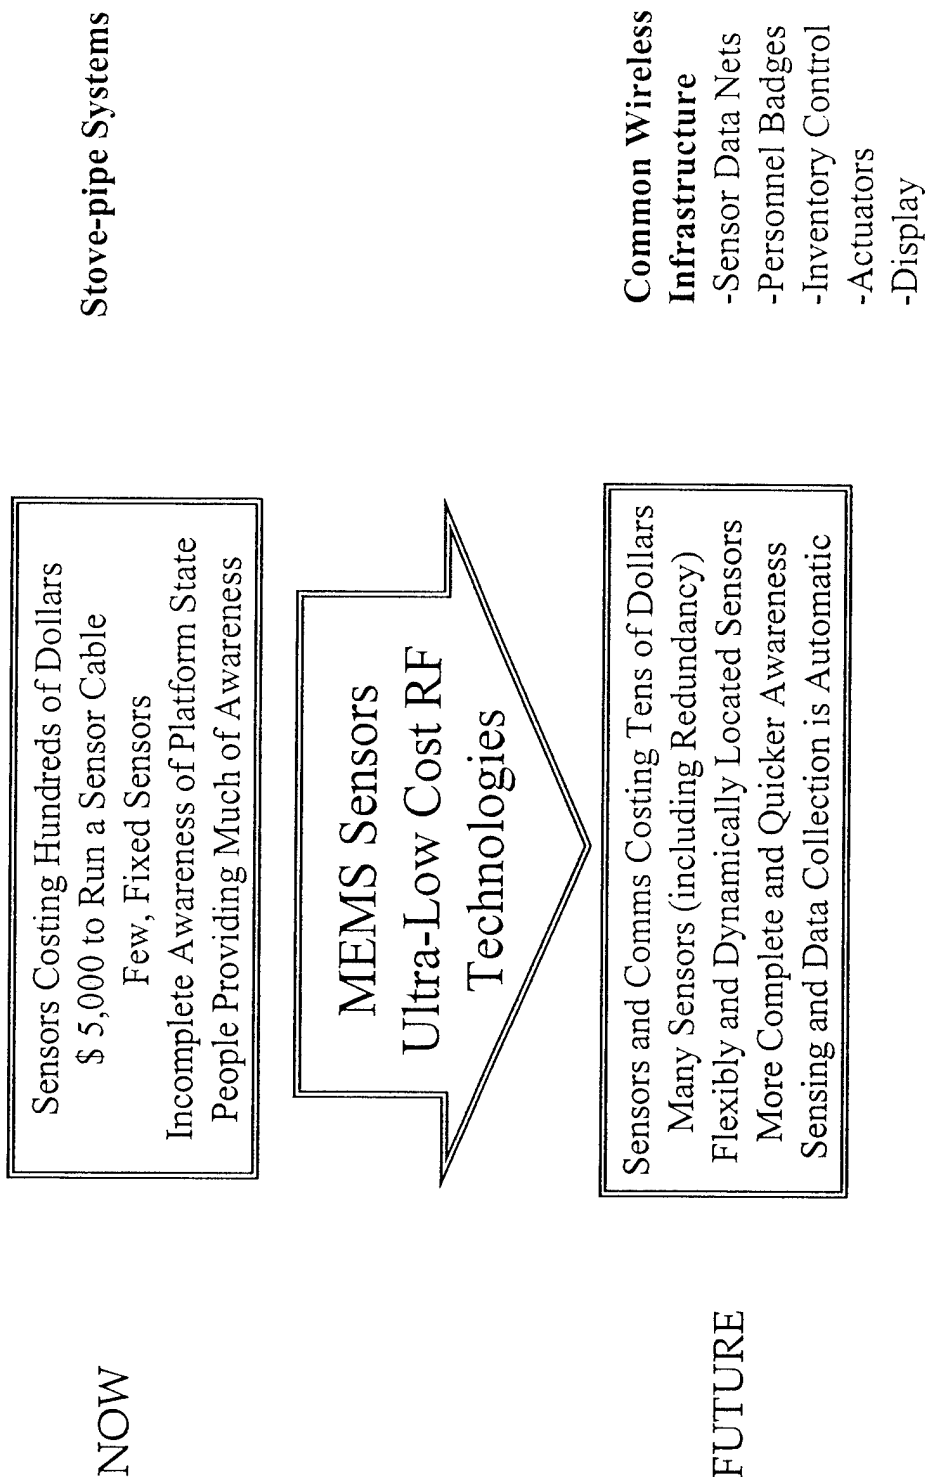 NOW
Sensors Costing Hundreds of Dollars
$ 5,000 to Run a Sensor Cable
Few, Fixed Sensors
Incomplete Awareness of Platform State
People Providing Much of Awareness
Stove-pipe Systems
MEMS Sensors
Ultra-Low Cost RF
Technologies
FUTURE
Sensors and Comms Costing Tens of Dollars
Many Sensors (including Redundancy)
Flexibly and Dynamically Located Sensors
More Complete and Quicker Awareness
Sensing and Data Collection is Automatic
Common Wireless
Infrastructure
-Sensor Data Nets
-Personnel Badges
-Inventory Control
-Actuators
-Display